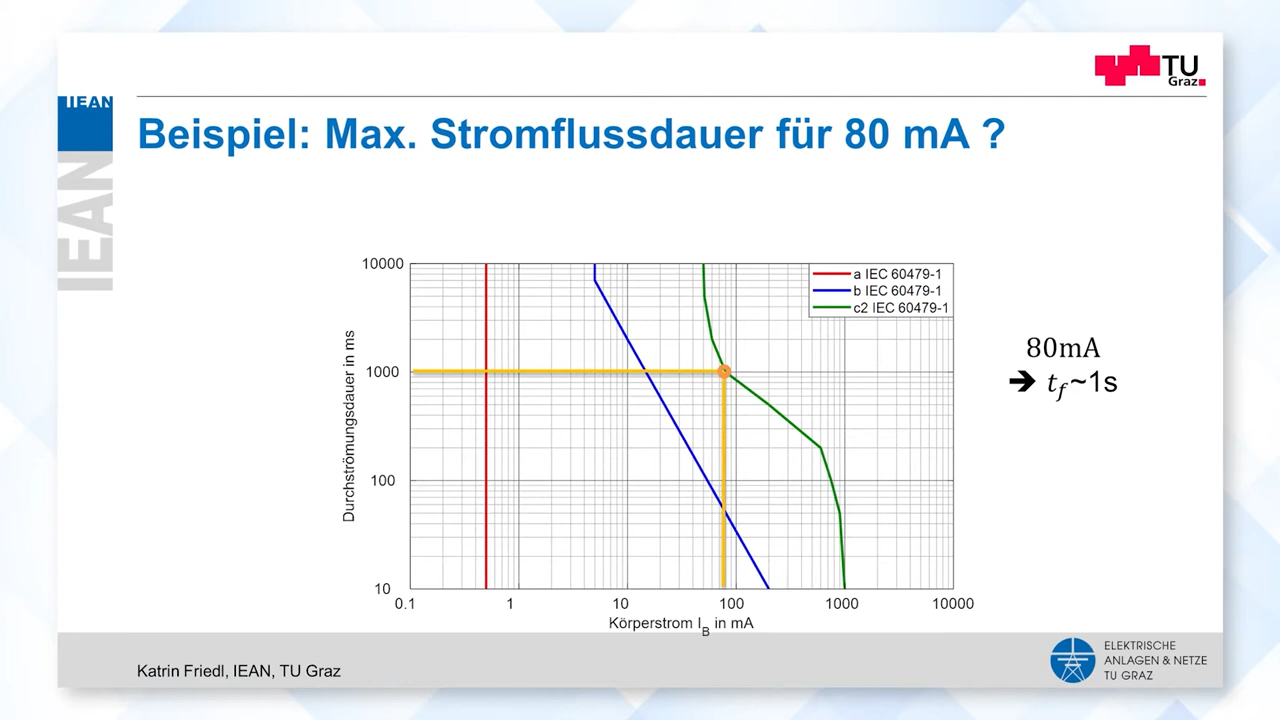 TU
Graz
IEAN
IEAN
Beispiel: Max. Stromflussdauer für 80 mA ?
10000
1000
100
10
Durchströmungsdauer in ms
a IEC 60479-1
b IEC 60479-1
c2 IEC 60479-1
0.1 1 10 100 1000 10000
Körperstrom I_B in mA
80mA
➔ t_f~1s
Katrin Friedl, IEAN, TU Graz
ELEKTRISCHE
ANLAGEN & NETZE
TU GRAZ